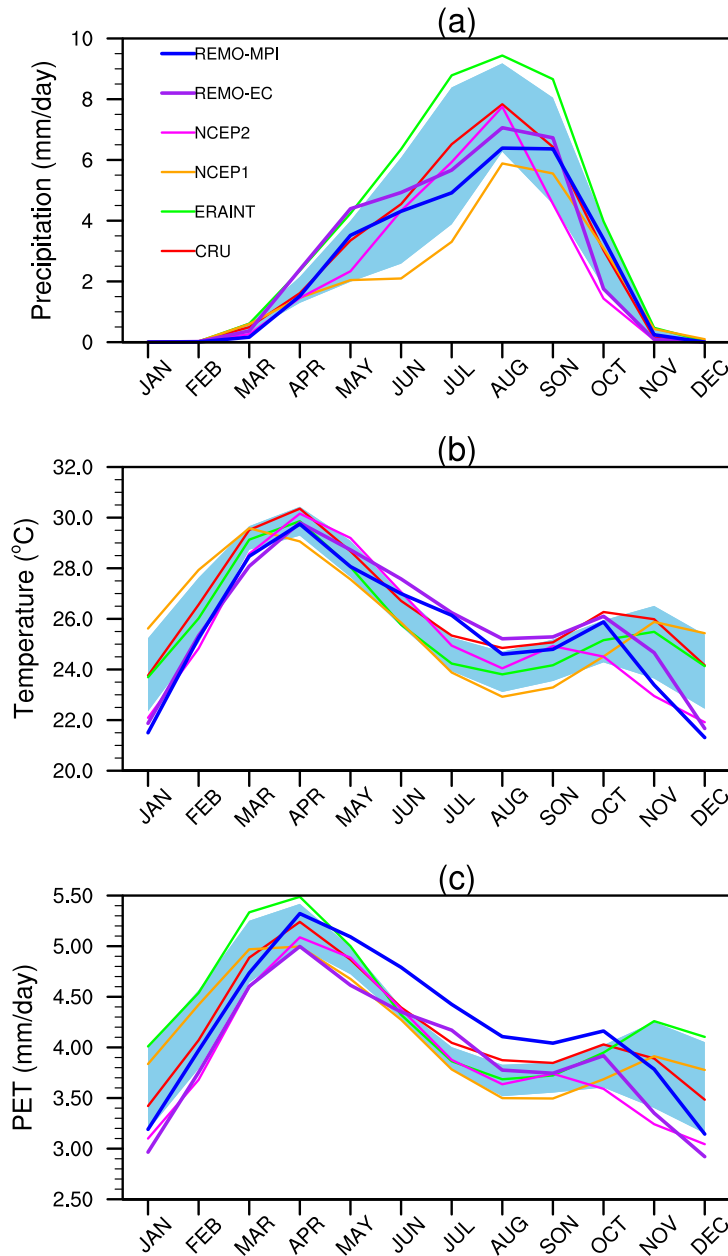 (a)
Precipitation (mm/day)
10
8
6
4
2
0
REMO-MPI
REMO-EC
NCEP2
NCEP1
ERAINT
CRU
JAN FEB MAR APR MAY JUN JUL AUG SON OCT NOV DEC
(b)
Temperature (°C)
32.0
30.0
28.0
26.0
24.0
22.0
20.0
JAN FEB MAR APR MAY JUN JUL AUG SON OCT NOV DEC
(c)
PET (mm/day)
5.50
5.00
4.50
4.00
3.50
3.00
2.50
JAN FEB MAR APR MAY JUN JUL AUG SON OCT NOV DEC